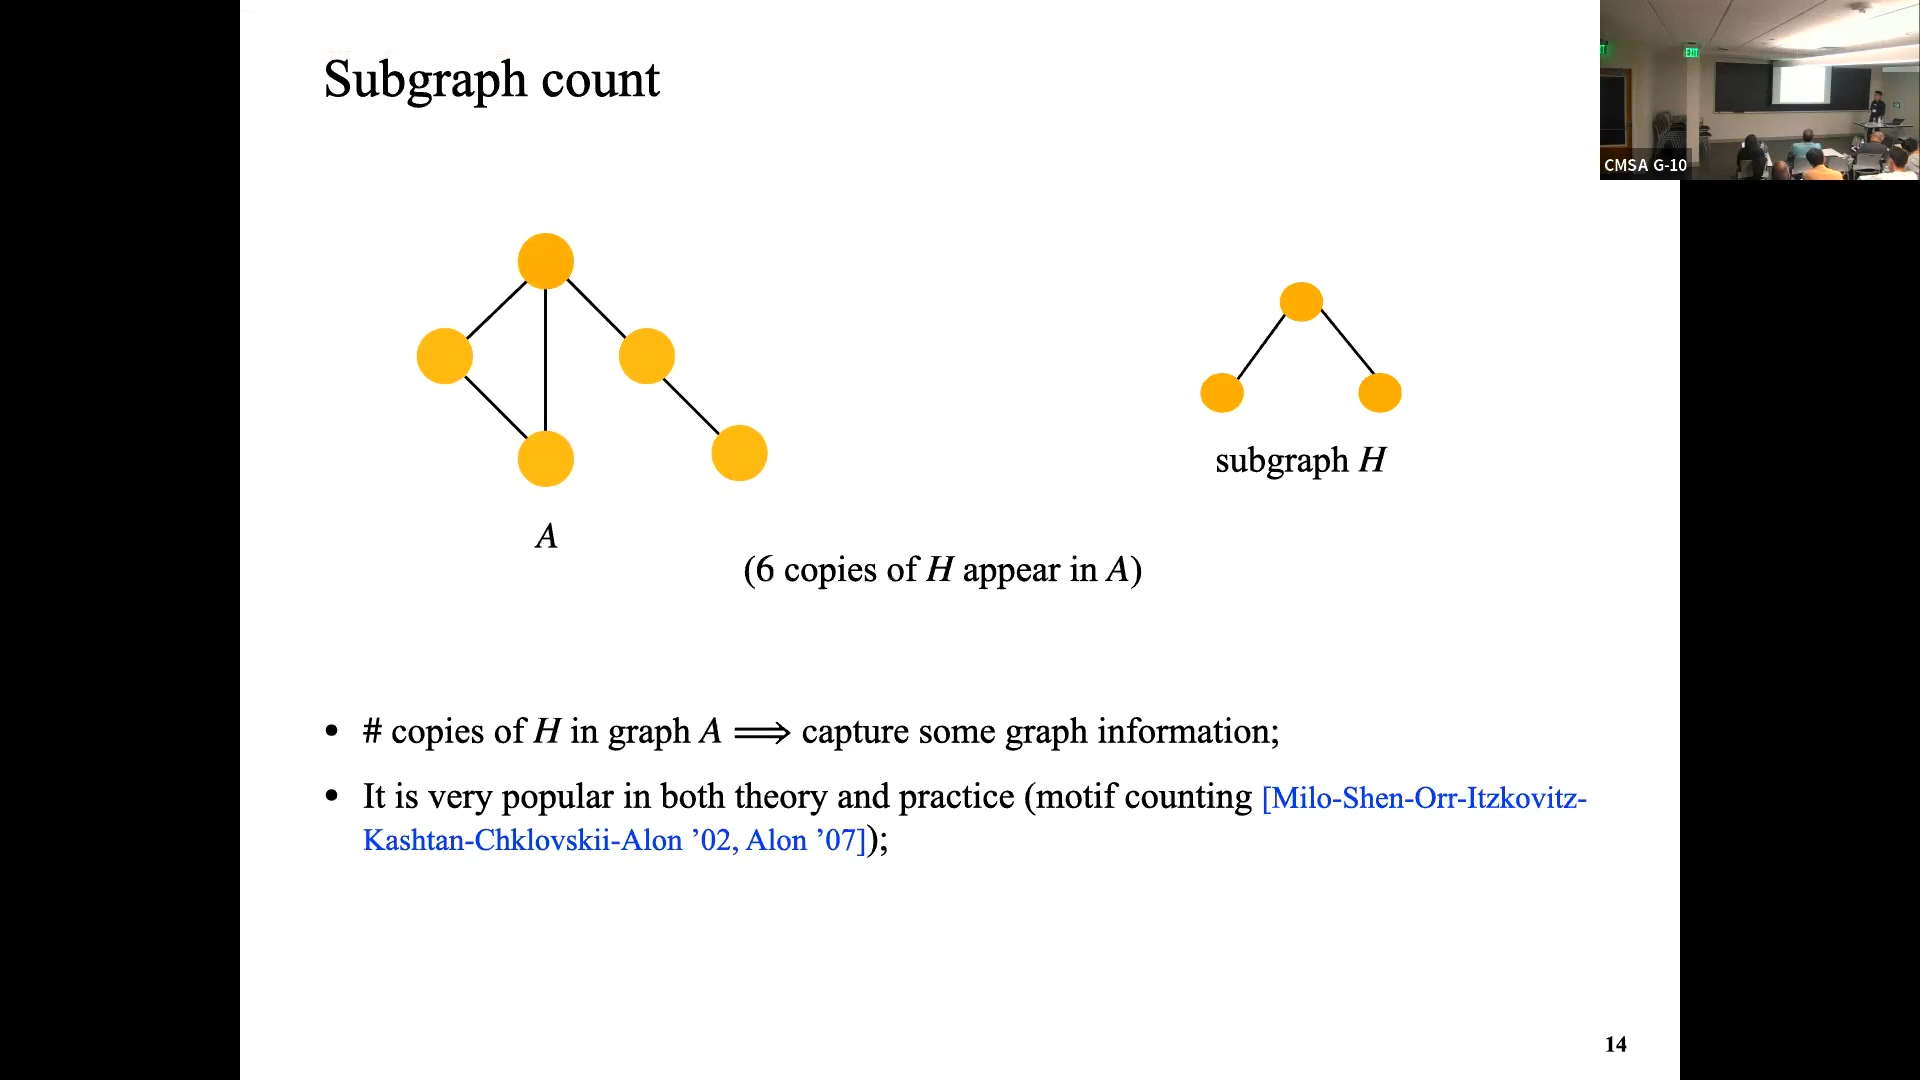 Subgraph count
EXIT
CMSA G-10
A
subgraph H
(6 copies of H appear in A)
• # copies of H in graph A ⟹ capture some graph information;
• It is very popular in both theory and practice (motif counting [Milo-Shen-Orr-Itzkovitz-
Kashtan-Chklovskii-Alon ’02, Alon ’07]);
14